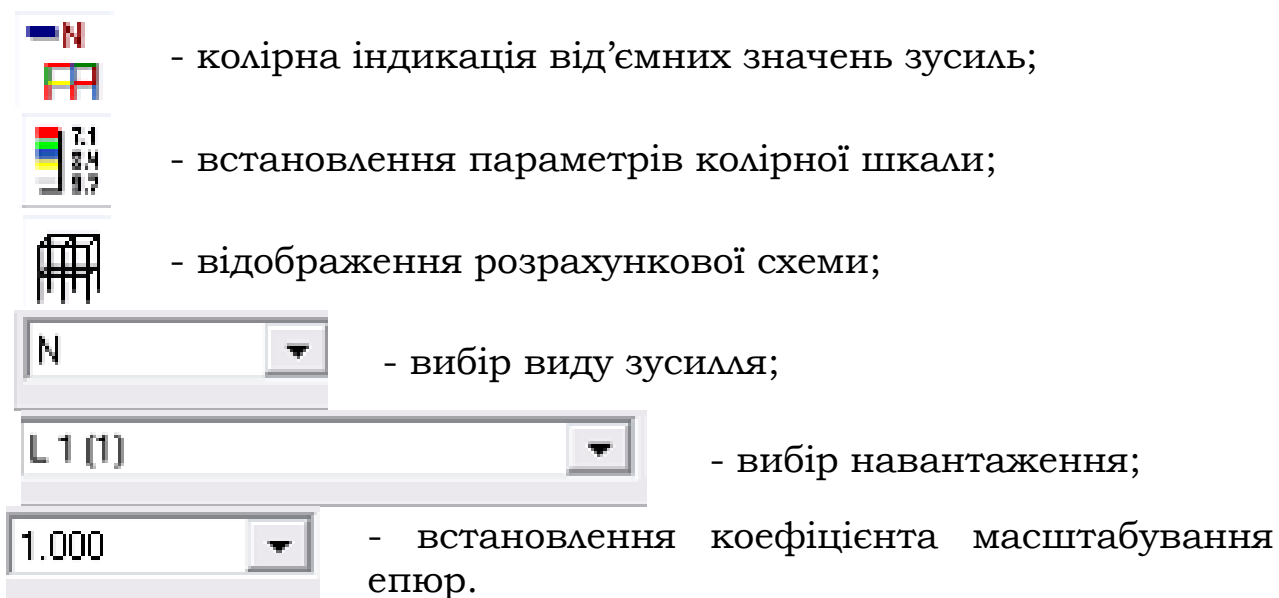 N
- колірна індикація від’ємних значень зусиль;
7.1
- встановлення параметрів колірної шкали;
- відображення розрахункової схеми;
N
- вибір виду зусилля;
L 1 (1)
- вибір навантаження;
1.000
- встановлення коефіцієнта масштабування
епюр.